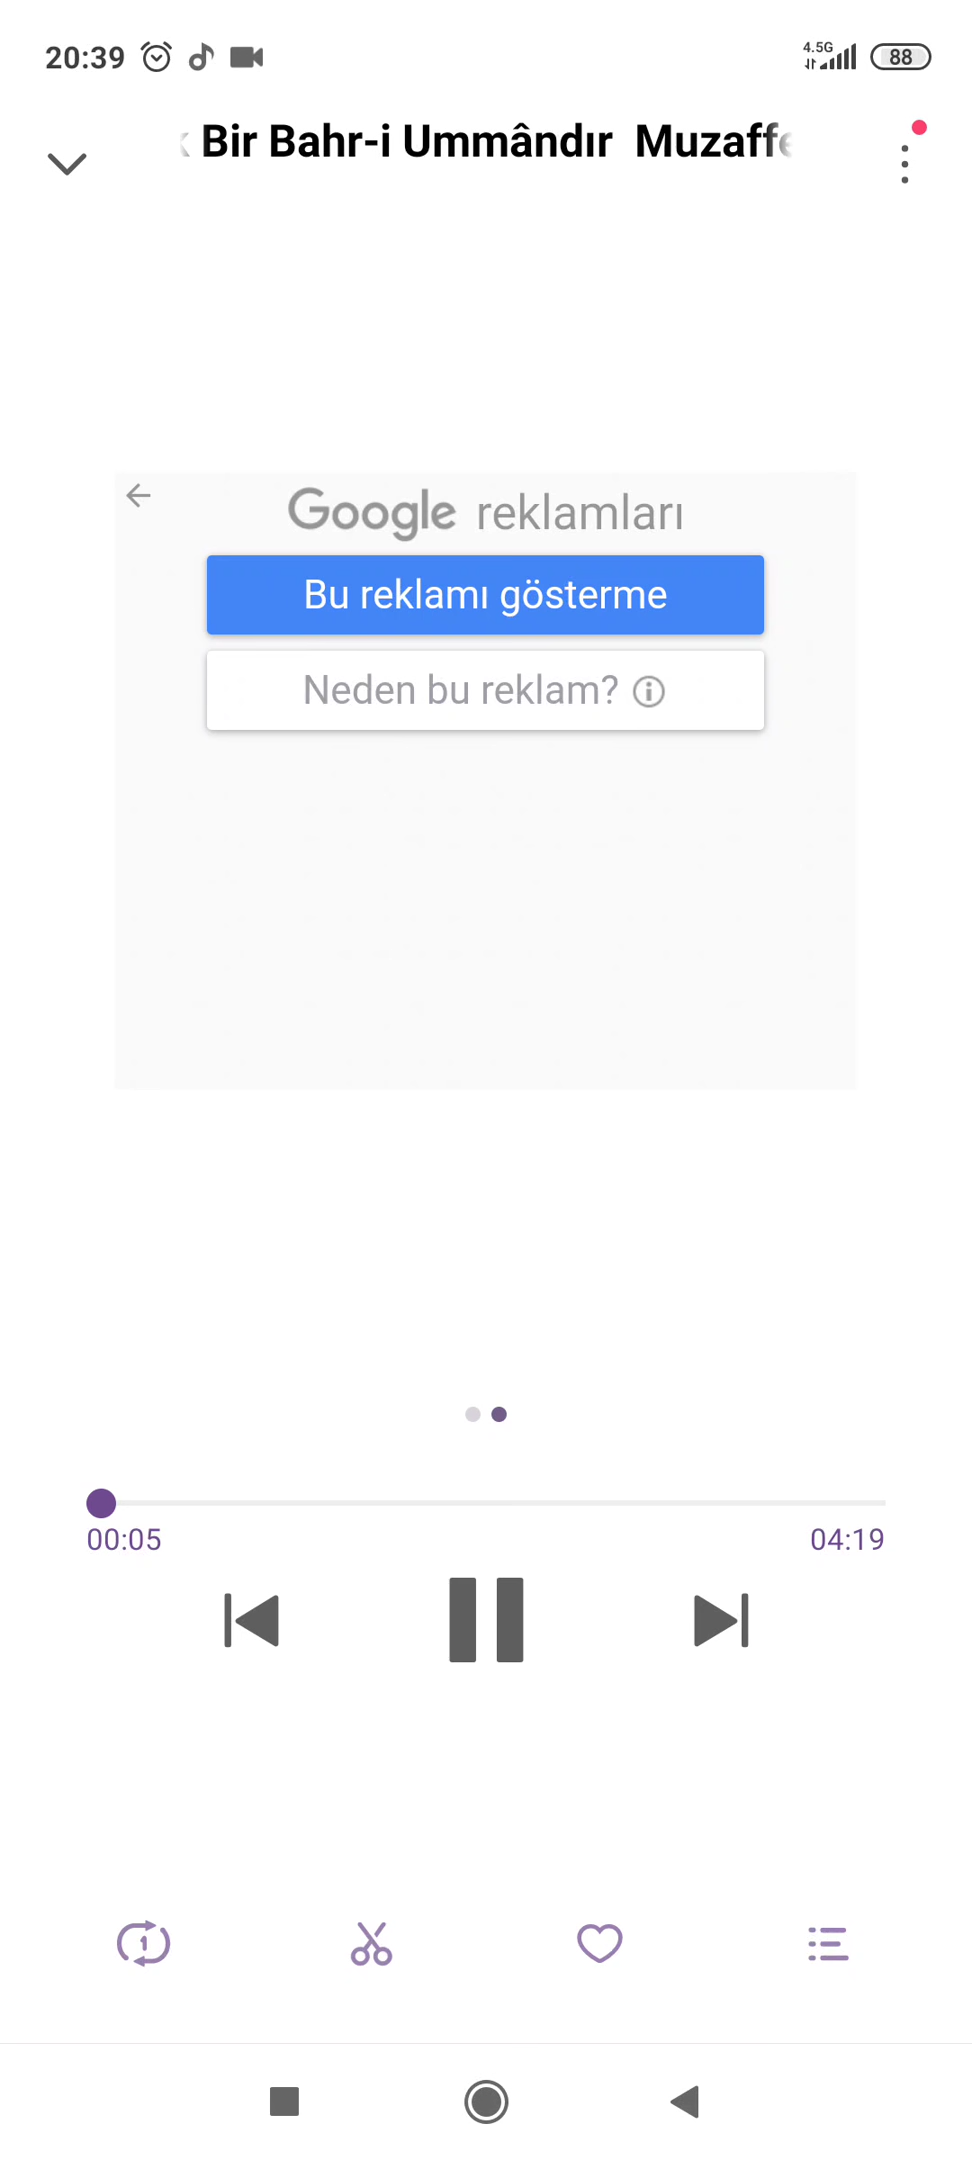 20:39
4.5G
88
Bir Bahr-i Ummândır Muzaff
Google reklamları
Bu reklamı gösterme
Neden bu reklam?
00:05
04:19
1